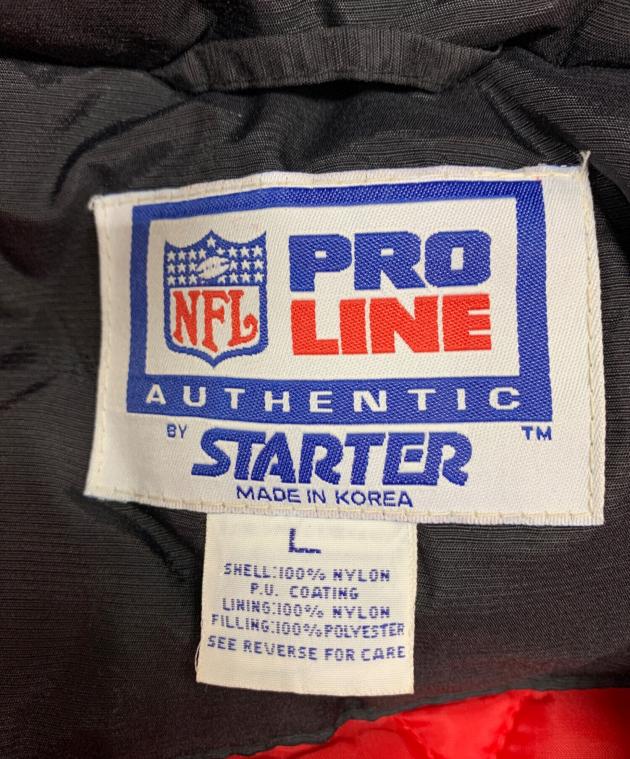 NFL
PRO
LINE
AUTHENTIC
BY STARTER TM
MADE IN KOREA
L
SHELL:100% NYLON
P.U. COATING
LINING:100% NYLON
FILLING:100%POLYESTER
SEE REVERSE FOR CARE